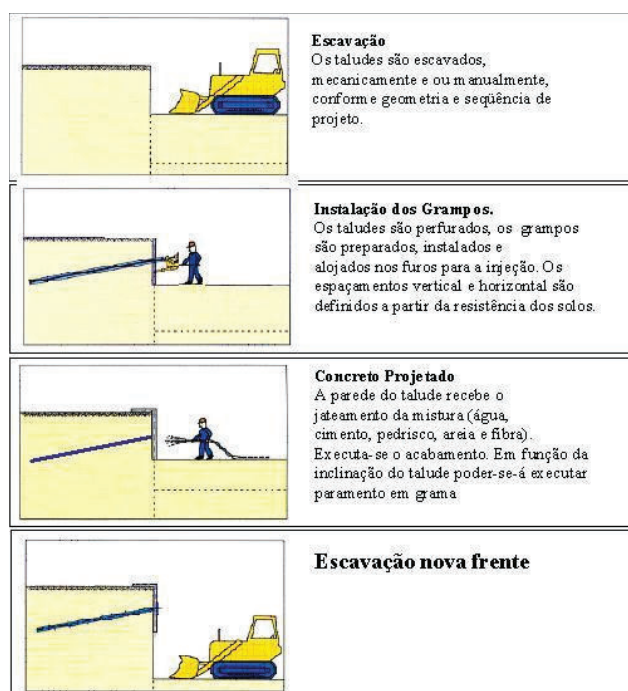 Escavação
Os taludes são escavados,
mecanicamente e ou manualmente,
conforme geometria e seqüência de
projeto.
Instalação dos Grampos.
Os taludes são perfurados, os grampos
são preparados, instalados e
alojados nos furos para a injeção. Os
espaçamentos vertical e horizontal são
definidos a partir da resistência dos solos.
Concreto Projetado
A parede do talude recebe o
jateamento da mistura (água,
cimento, pedrisco, areia e fibra).
Executa-se o acabamento. Em função da
inclinação do talude poder-se-á executar
paramento em grama
Escavação nova frente